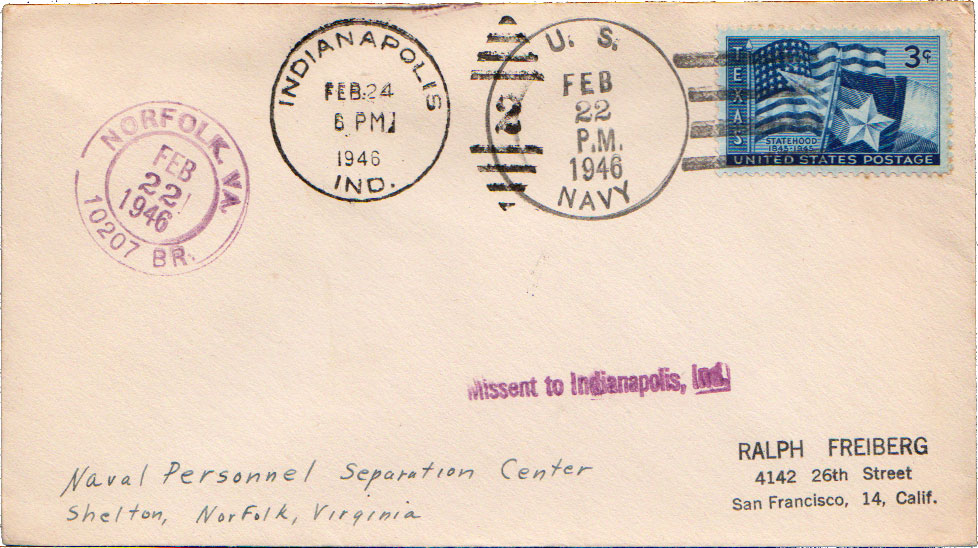 INDIANAPOLIS
FEB 24
6 PM
1946
IND.
2
U. S.
FEB
22
P.M.
1946
NAVY
3¢
TEXAS
STATEHOOD
1845-1945
UNITED STATES POSTAGE
NORFOLK, VA.
FEB
22
1946
10207 BR.
Missent to Indianapolis, Ind.
RALPH FREIBERG
4142 26th Street
San Francisco, 14, Calif.
Naval Personnel Separation Center
Shelton, Norfolk, Virginia